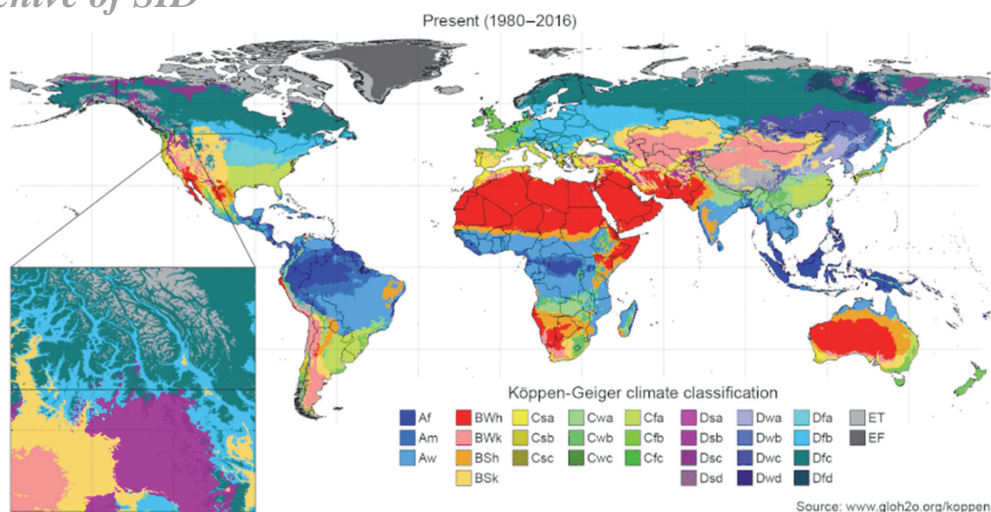 of SID
Present (1980–2016)
Köppen-Geiger climate classification
Af BWh Csa Cwa Cfa Dsa Dwa Dfa ET
Am BWk Csb Cwb Cfb Dsb Dwb Dfb EF
Aw BSh Csc Cwc Cfc Dsc Dwc Dfc
BSk Dsd Dwd Dfd
Source: www.gloh2o.org/koppen